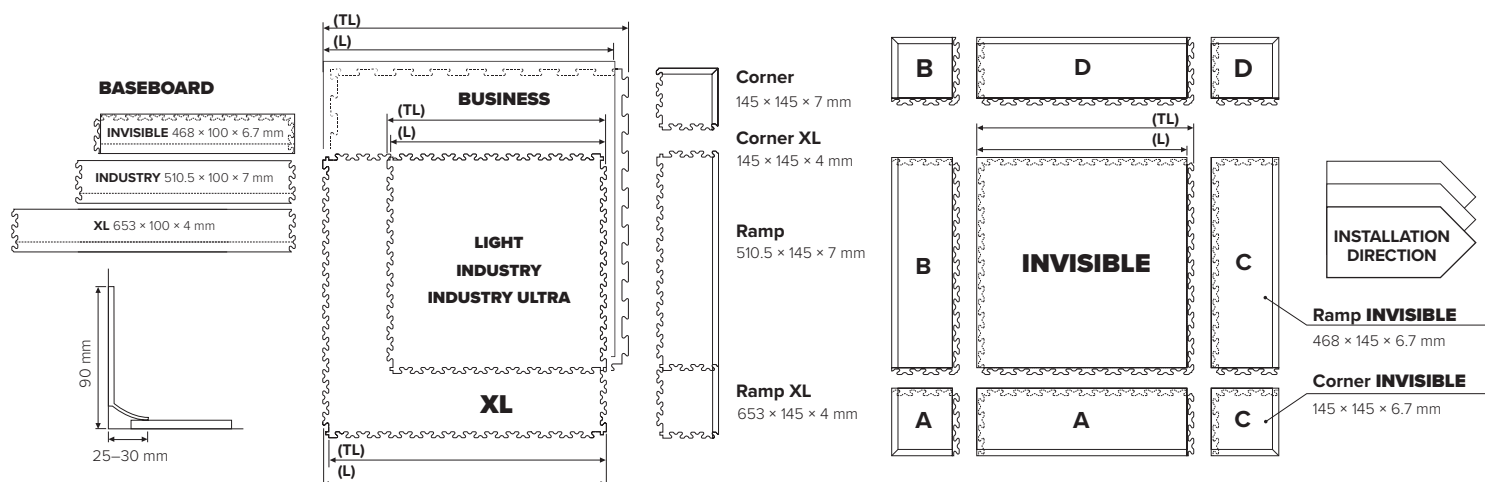 BASEBOARD
INVISIBLE 468 × 100 × 6.7 mm
INDUSTRY 510.5 × 100 × 7 mm
XL 653 × 100 × 4 mm
90 mm
25–30 mm
(TL)
(L)
BUSINESS
(TL)
(L)
LIGHT
INDUSTRY
INDUSTRY ULTRA
XL
(TL)
(L)
Corner
145 × 145 × 7 mm
Corner XL
145 × 145 × 4 mm
Ramp
510.5 × 145 × 7 mm
Ramp XL
653 × 145 × 4 mm
B
D
D
(TL)
(L)
B
INVISIBLE
C
A
A
C
INSTALLATION
DIRECTION
Ramp INVISIBLE
468 × 145 × 6.7 mm
Corner INVISIBLE
145 × 145 × 6.7 mm